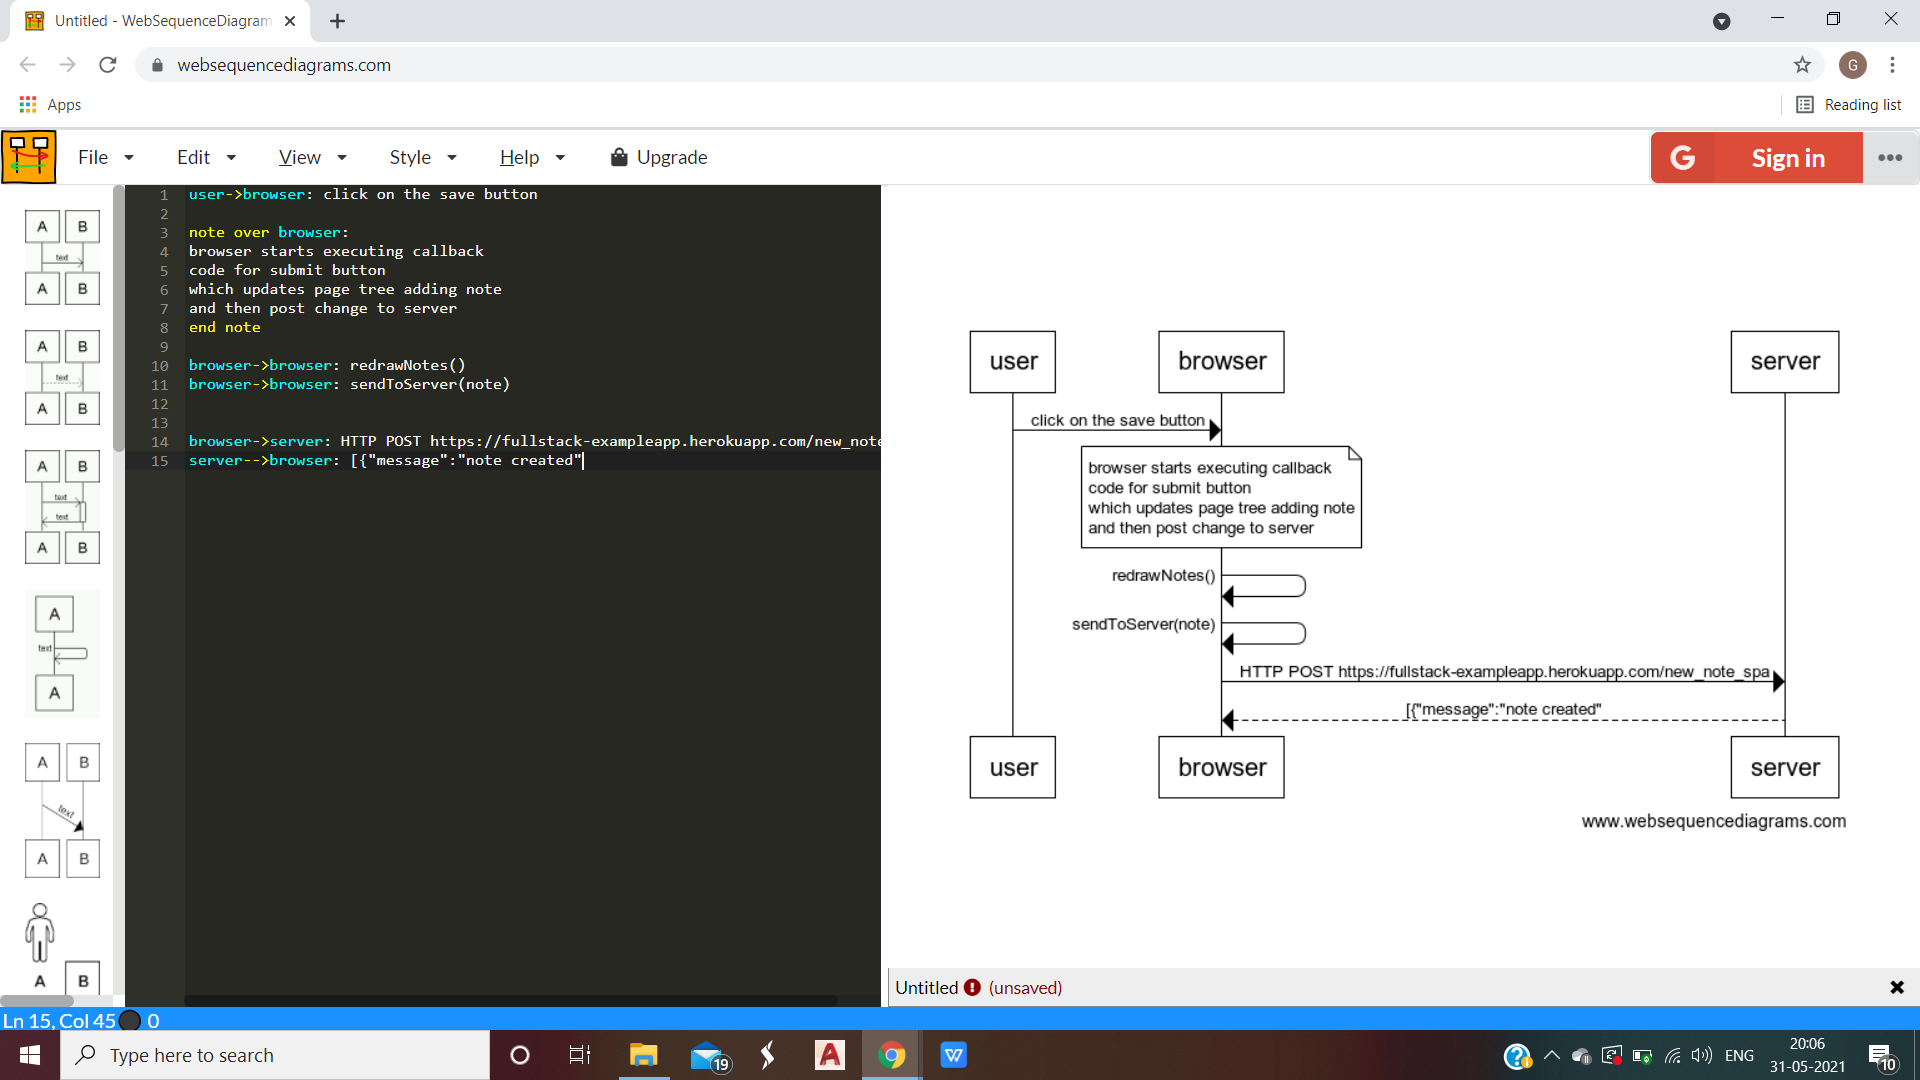 Untitled - WebSequenceDiagram
websequencediagrams.com
G
Apps
Reading list
File
Edit
View
Style
Help
Upgrade
G
Sign in
A B
text
A B
A B
text
A B
A B
text
text
A B
A
text
A
A B
text
A B
A B
1 user->browser: click on the save button
2
3 note over browser:
4 browser starts executing callback
5 code for submit button
6 which updates page tree adding note
7 and then post change to server
8 end note
9
10 browser->browser: redrawNotes()
11 browser->browser: sendToServer(note)
12
13
14 browser->server: HTTP POST https://fullstack-exampleapp.herokuapp.com/new_note
15 server-->browser: [{"message":"note created"
user browser server
click on the save button
browser starts executing callback
code for submit button
which updates page tree adding note
and then post change to server
redrawNotes()
sendToServer(note)
HTTP POST https://fullstack-exampleapp.herokuapp.com/new_note_spa
[{"message":"note created"
user browser server
www.websequencediagrams.com
Untitled (unsaved)
Ln 15, Col 45 0
Type here to search
19
A
W
ENG
20:06
31-05-2021
10